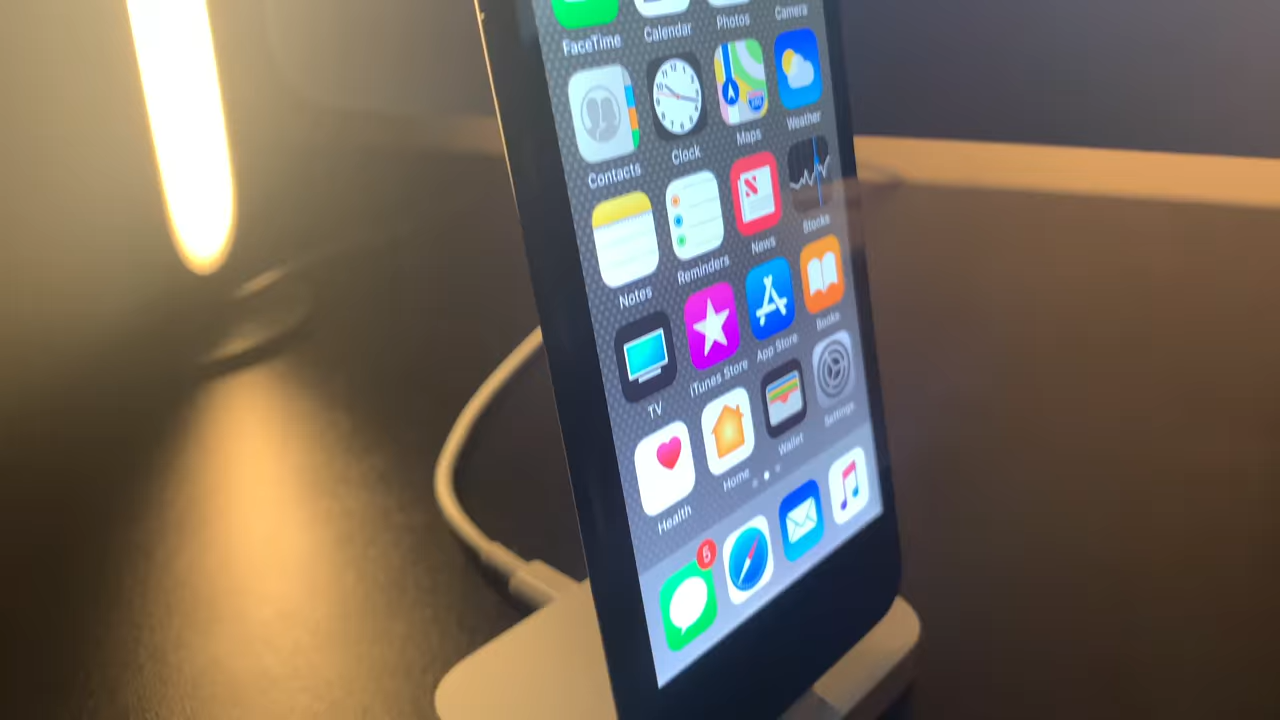 FaceTime
Calendar
Photos
Camera
Contacts
Clock
Maps
Weather
Notes
Reminders
News
Stocks
TV
iTunes Store
App Store
Books
Health
Home
Wallet
Settings
5